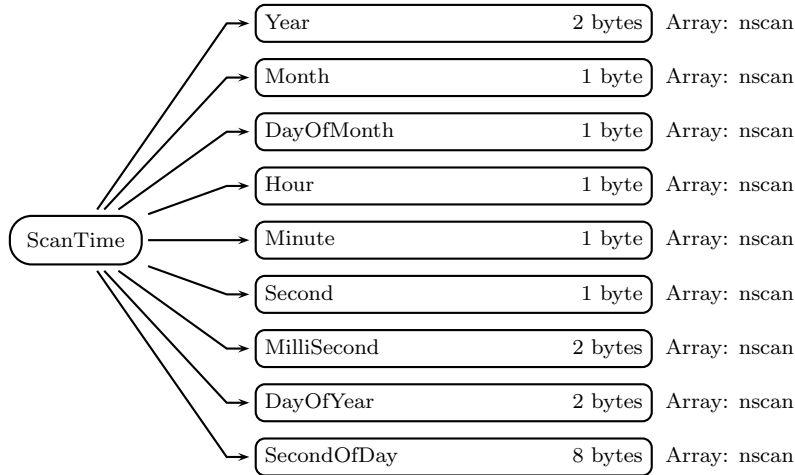 Year 2 bytes Array: nscan
Month 1 byte Array: nscan
DayOfMonth 1 byte Array: nscan
Hour 1 byte Array: nscan
ScanTime Minute 1 byte Array: nscan
Second 1 byte Array: nscan
MilliSecond 2 bytes Array: nscan
DayOfYear 2 bytes Array: nscan
SecondOfDay 8 bytes Array: nscan